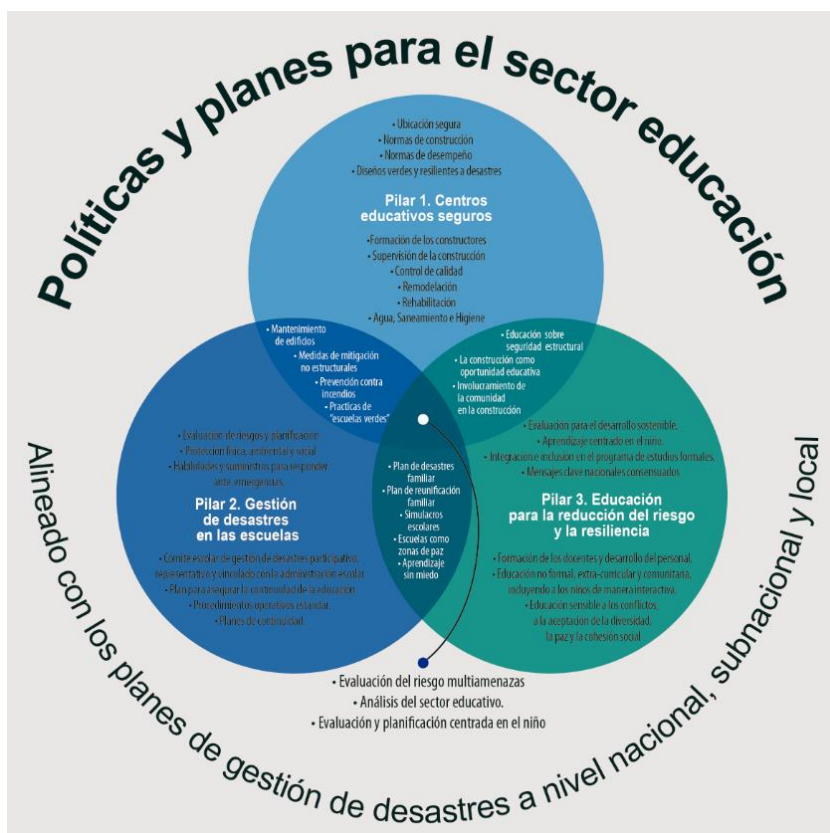 Políticas y planes para el sector educación
• Ubicación segura
• Normas de construcción
• Normas de desempeño
• Diseños verdes y resilientes a desastres
Pilar 1. Centros
educativos seguros
•Formación de los constructores
• Supervisión de la construcción
• Control de calidad
• Remodelación
• Rehabilitación
• Agua, Saneamiento e Higiene
• Mantenimiento
de edificios
• Medidas de mitigación
no estructurales
• Prevención contra
incendios
• Practicas de
"escuelas verdes"
• Educación sobre
seguridad estructural
• La construcción como
oportunidad educativa
• Involucramiento de
la comunidad
en la construcción
• Evaluación de riesgos y planificación
• Protección física, ambiental y social
• Habilidades y suministros para responder
ante emergencias.
Pilar 2. Gestión
de desastres
en las escuelas
• Comité escolar de gestión de desastres participativo,
representativo y vinculado con la administración escolar
• Plan para asegurar la continuidad de la educación
• Procedimientos operativos estándar.
• Planes de continuidad.
• Plan de desastres
familiar
• Plan de reunificación
familiar
• Simulacros
escolares
• Escuelas como
zonas de paz
• Aprendizaje
sin miedo
• Evaluación para el desarrollo sostenible.
• Aprendizaje centrado en el niño.
• Integración e inclusion en el programa de estudios formales.
• Mensajes clave nacionales consensuados
Pilar 3. Educación
para la reducción del riesgo
y la resiliencia
• Formación de los docentes y desarrollo del personal.
• Educación no formal, extra-curricular y comunitaria,
incluyendo a los ninos de manera interactiva.
• Educación sensible a los conflictos,
a la aceptación de la diversidad,
la paz y la cohesión social
• Evaluación del riesgo multiamenazas
• Análisis del sector educativo.
• Evaluación y planificación centrada en el niño
Alineado con los planes de gestión de desastres a nivel nacional, subnacional y local